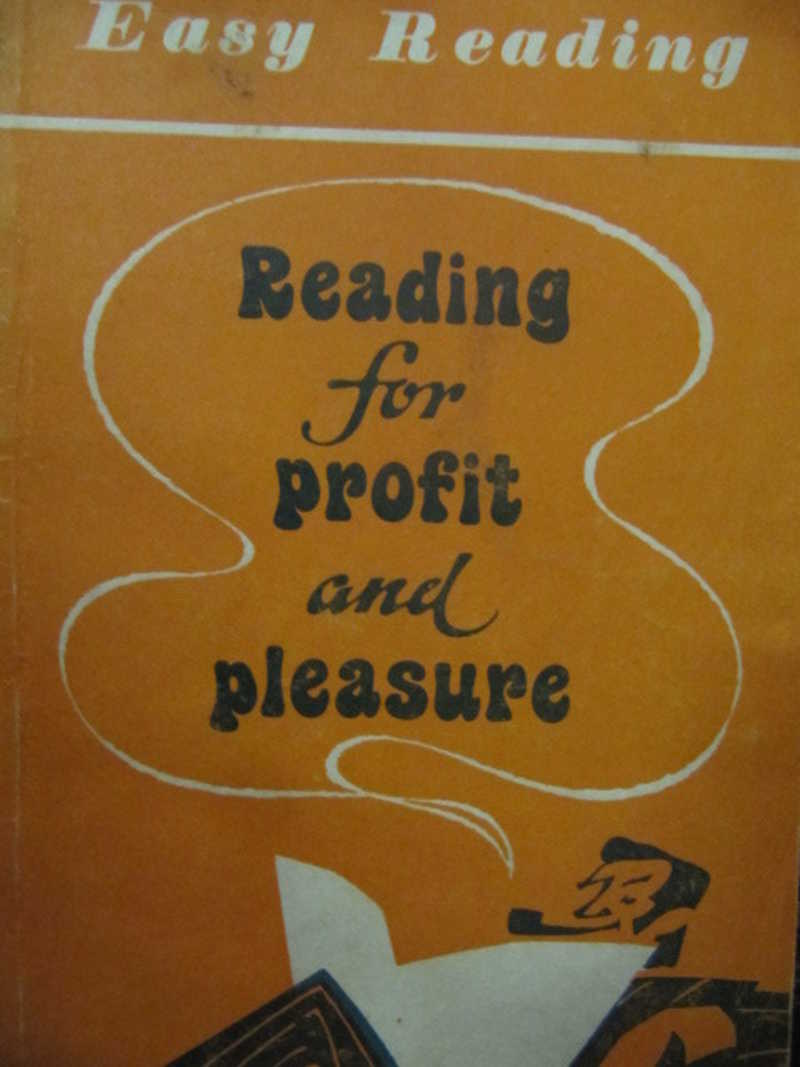 Easy Reading
Reading
for
profit
and
pleasure